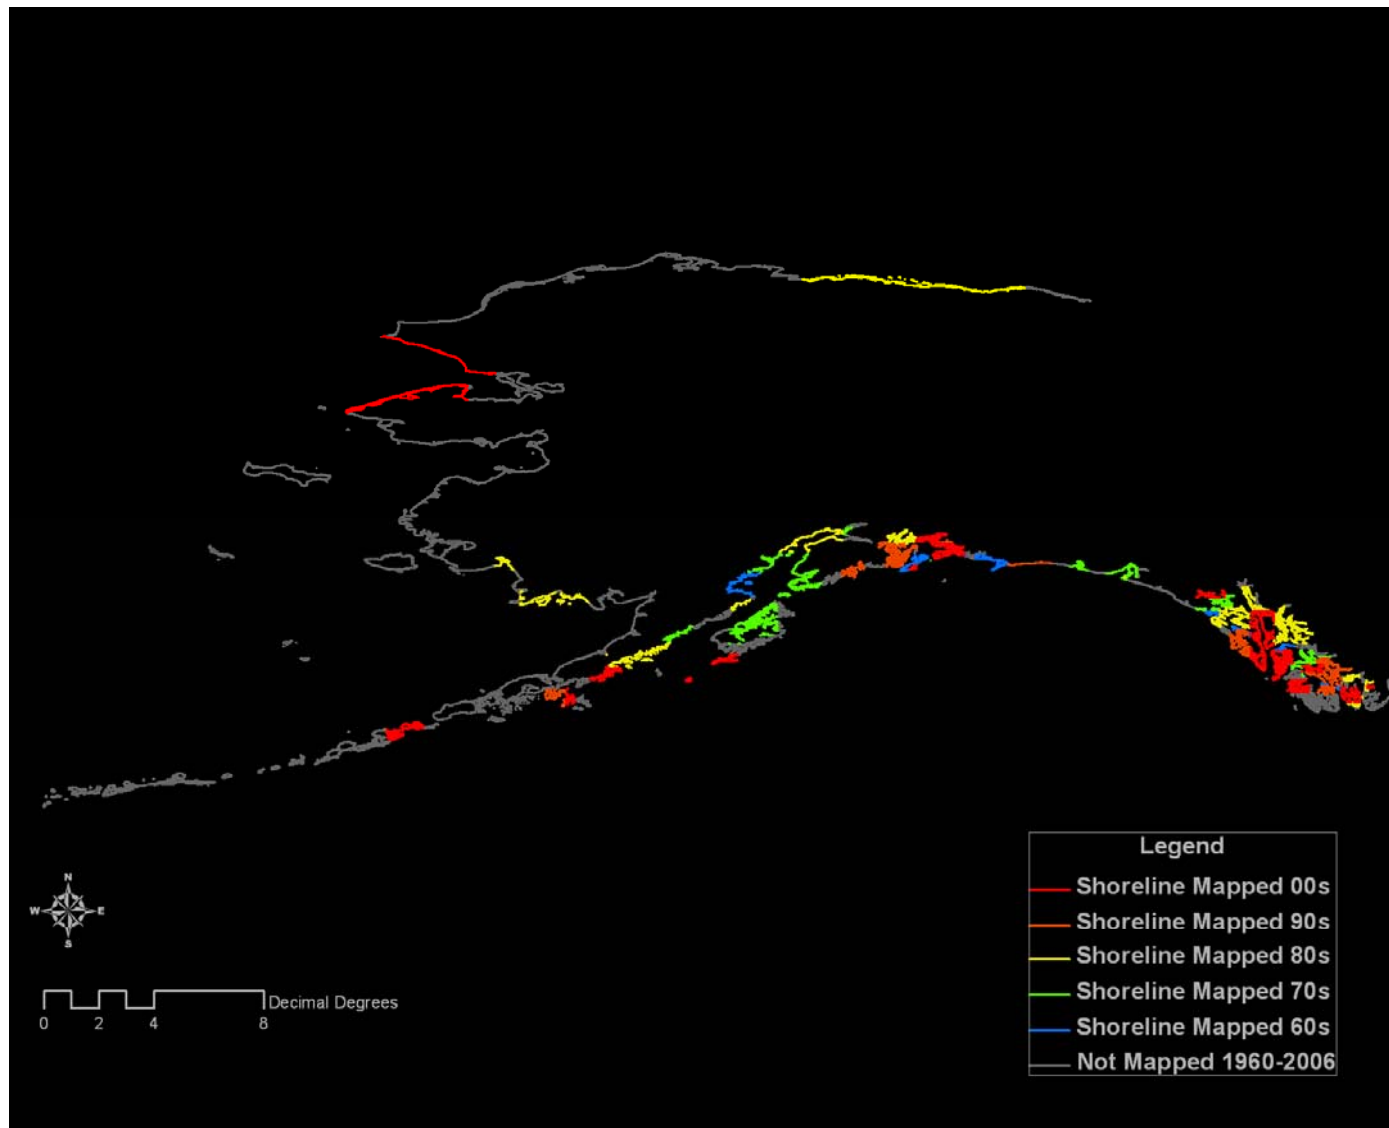 Legend
Shoreline Mapped 00s
Shoreline Mapped 90s
Shoreline Mapped 80s
Shoreline Mapped 70s
Shoreline Mapped 60s
Not Mapped 1960-2006
N
W E
S
Decimal Degrees
0 2 4 8